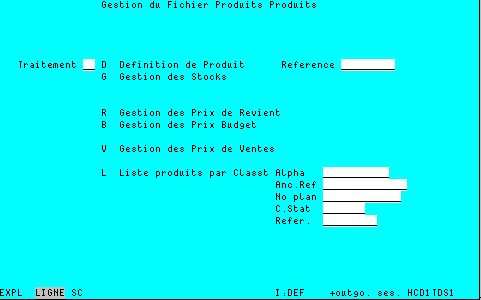 Gestion du Fichier Produits Produits
Traitement D Definition de Produit Reference
G Gestion des Stocks
R Gestion des Prix de Revient
B Gestion des Prix Budget
V Gestion des Prix de Ventes
L Liste produits par Classt Alpha
Anc.Ref
No plan
C.Stat
Refer.
EXPL LIGNE SC I:DEF +outgo. ses. HCD1TDS1